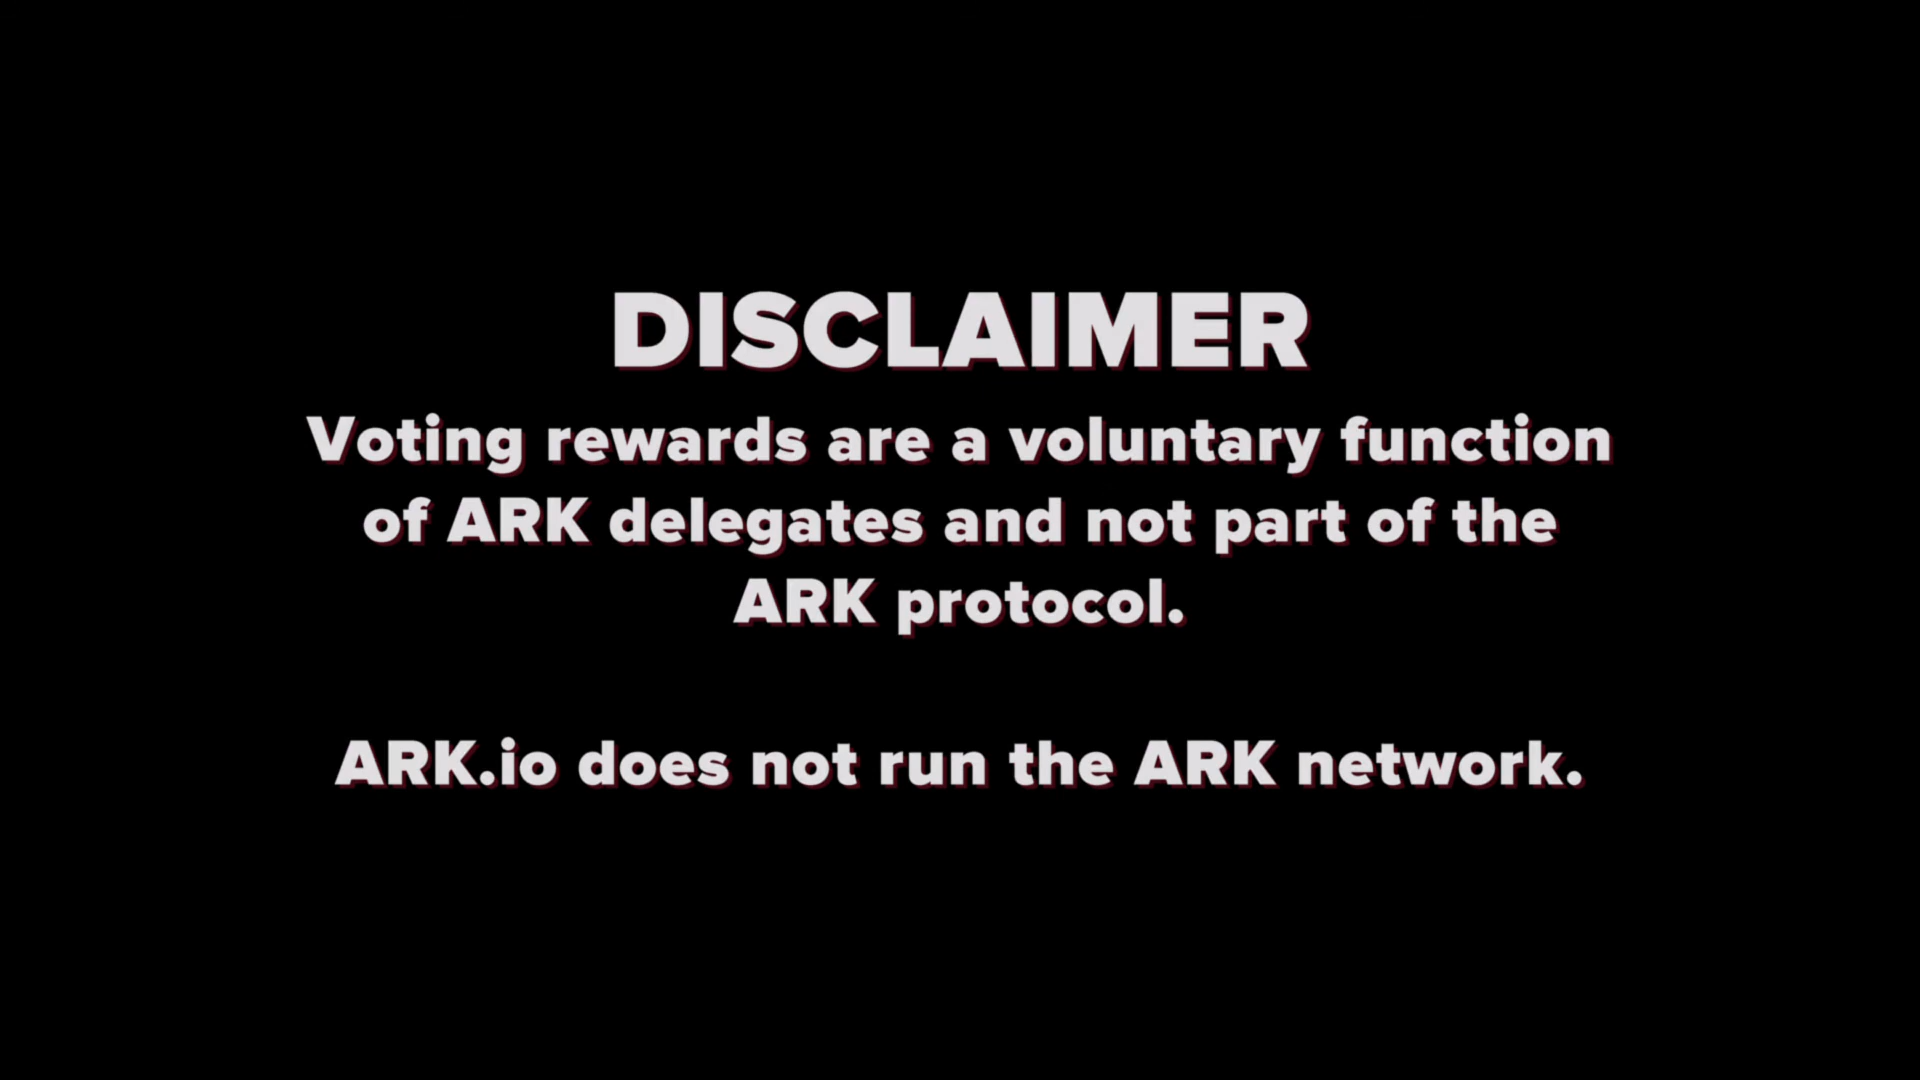 DISCLAIMER
Voting rewards are a voluntary function
of ARK delegates and not part of the
ARK protocol.
ARK.io does not run the ARK network.